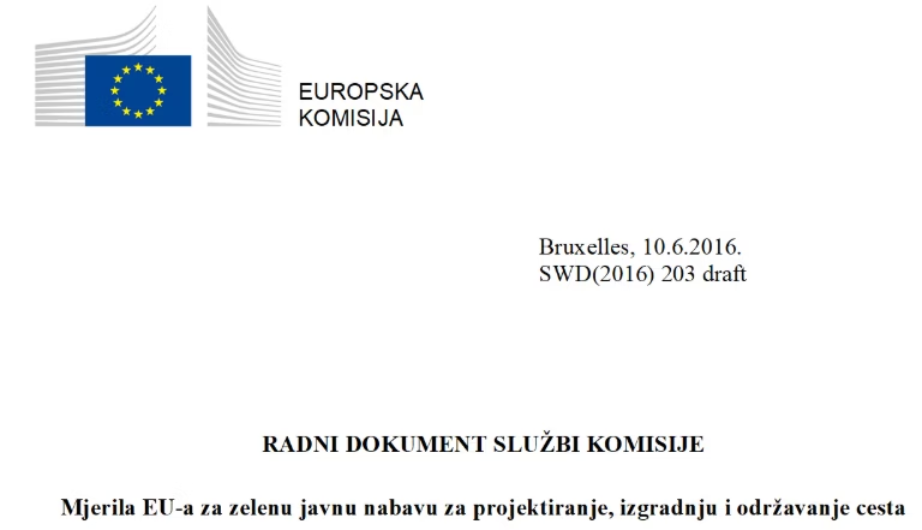 EUROPSKA
KOMISIJA
Bruxelles, 10.6.2016.
SWD(2016) 203 draft
RADNI DOKUMENT SLUŽBI KOMISIJE
Mjerila EU-a za zelenu javnu nabavu za projektiranje, izgradnju i održavanje cesta